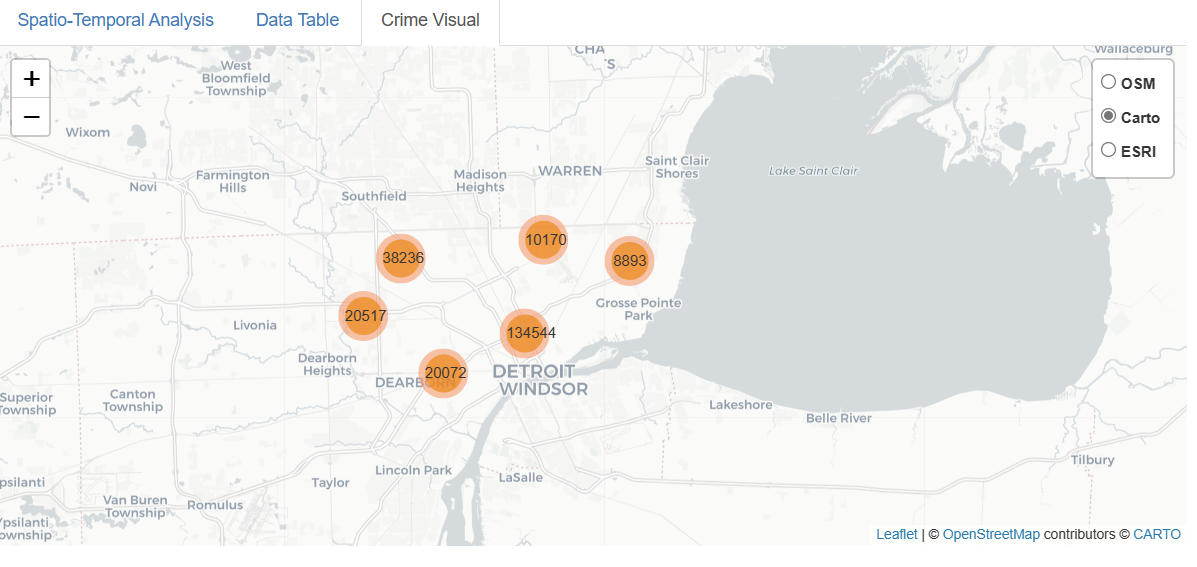 Spatio-Temporal Analysis Data Table Crime Visual
+
−
OSM
Carto
ESRI
CHA
'S
Wallaceburg
West
Bloomfield
Township
Wixom
Novi
Farmington
Hills
Southfield
Madison
Heights
WARREN
Saint Clair
Shores
Lake Saint Clair
38236
10170
8893
20517
134544
20072
Grosse Pointe
Park
Livonia
Dearborn
Heights
DEARBORN
DETROIT
WINDSOR
Canton
Township
Superior
Township
Lakeshore
Belle River
Lincoln Park
LaSalle
Taylor
Tilbury
psilanti
Van Buren
Township
Romulus
Ypsilanti
ownship
Leaflet | © OpenStreetMap contributors © CARTO